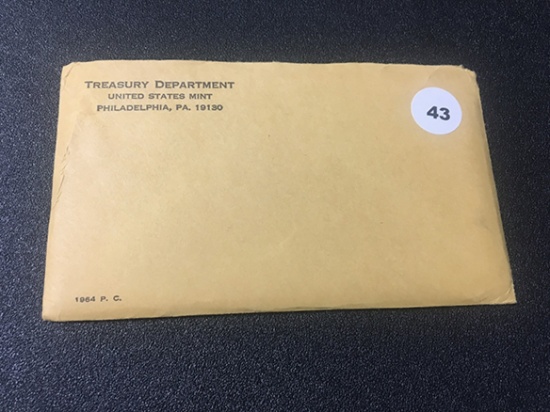 TREASURY DEPARTMENT
UNITED STATES MINT
PHILADELPHIA, PA. 19130
43
1964 P. C.